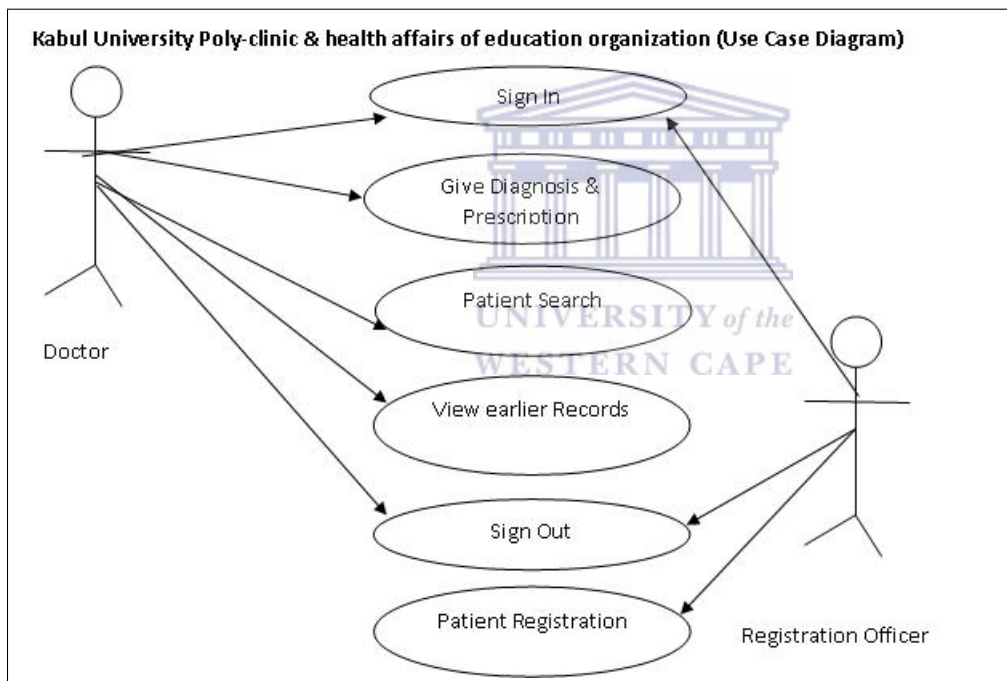 Kabul University Poly-clinic & health affairs of education organization (Use Case Diagram)
Sign In
Give Diagnosis &
Prescription
Patient Search
UNIVERSITY of the
WESTERN CAPE
Doctor
View earlier Records
Sign Out
Patient Registration
Registration Officer